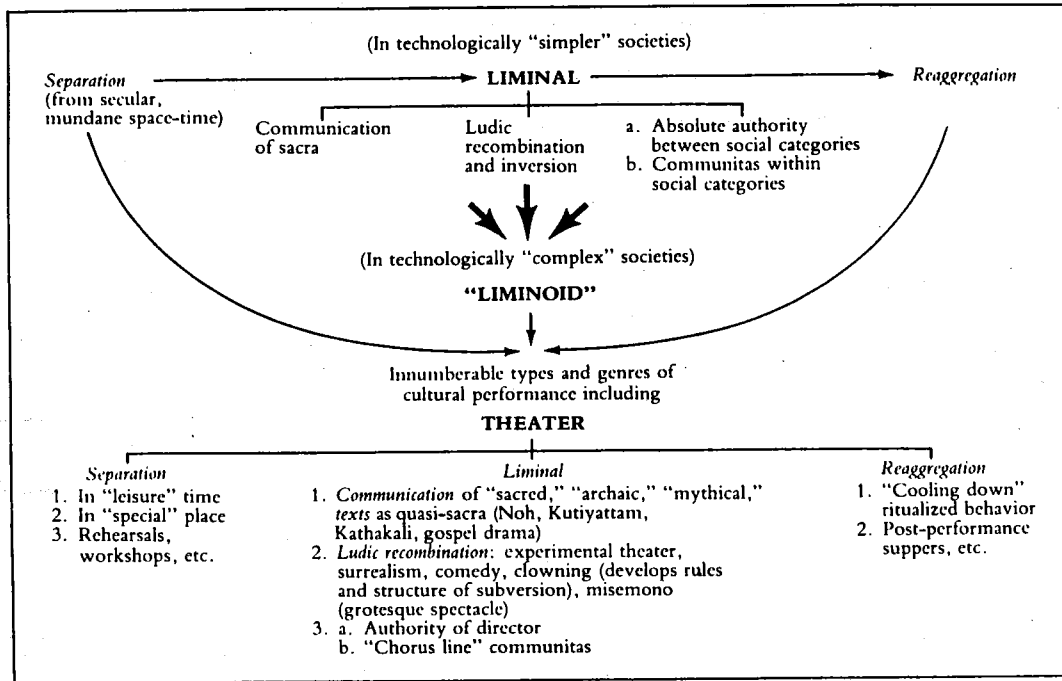 (In technologically "simpler" societies)
Separation
(from secular,
mundane space-time)
LIMINAL
Reaggregation
Communication
of sacra
Ludic
recombination
and inversion
a. Absolute authority
between social categories
b. Communitas within
social categories
(In technologically "complex" societies)
"LIMINOID"
Innumberable types and genres of
cultural performance including
THEATER
Separation
1. In "leisure" time
2. In "special" place
3. Rehearsals,
workshops, etc.
Liminal
1. Communication of "sacred," "archaic," "mythical,"
texts as quasi-sacra (Noh, Kutiyattam,
Kathakali, gospel drama)
2. Ludic recombination: experimental theater,
surrealism, comedy, clowning (develops rules
and structure of subversion), misemono
(grotesque spectacle)
3. a. Authority of director
b. "Chorus line" communitas
Reaggregation
1. "Cooling down"
ritualized behavior
2. Post-performance
suppers, etc.